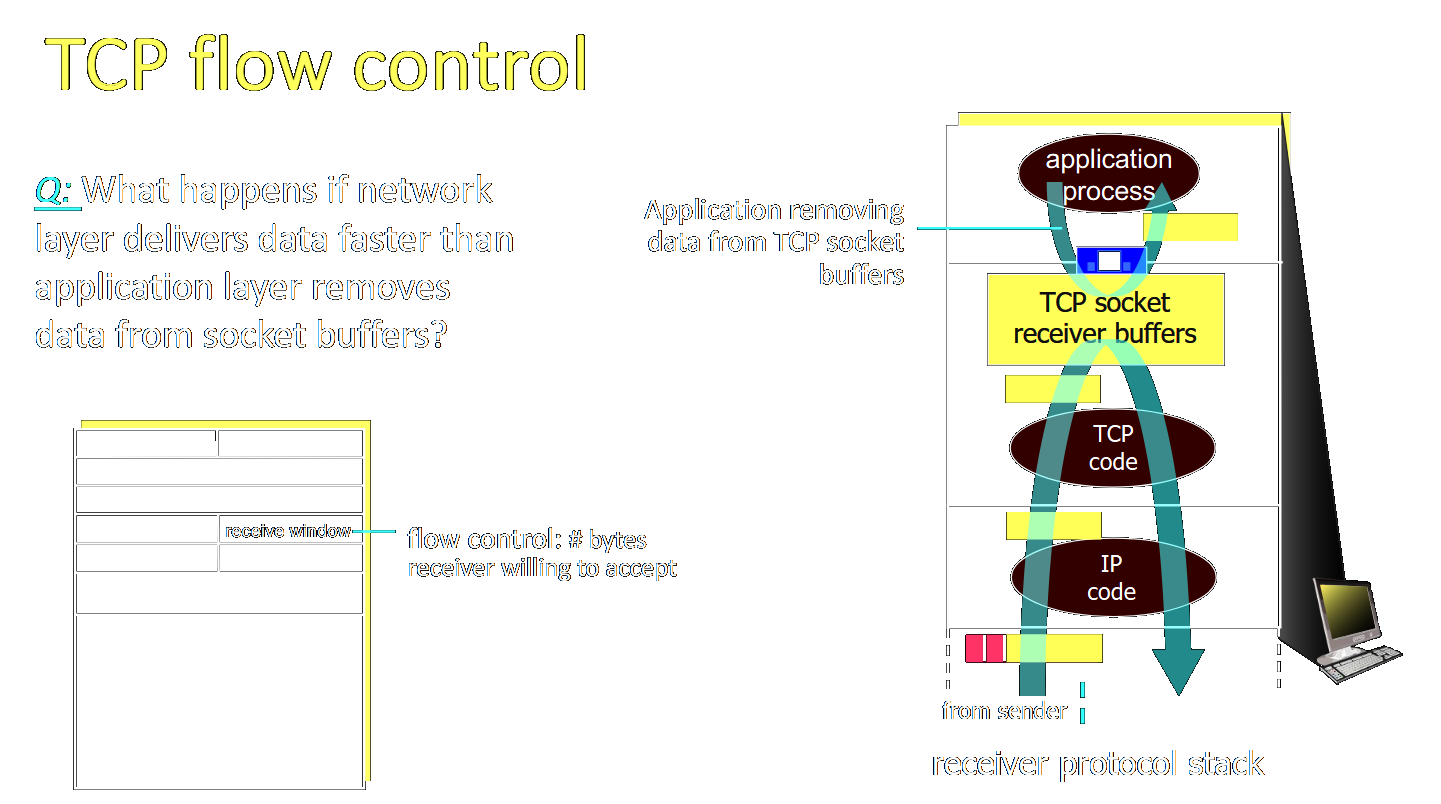 TCP flow control
Q: What happens if network
layer delivers data faster than
application layer removes
data from socket buffers?
receive window
flow control: # bytes
receiver willing to accept
Application removing
data from TCP socket
buffers
application
process
TCP socket
receiver buffers
TCP
code
IP
code
from sender
receiver protocol stack